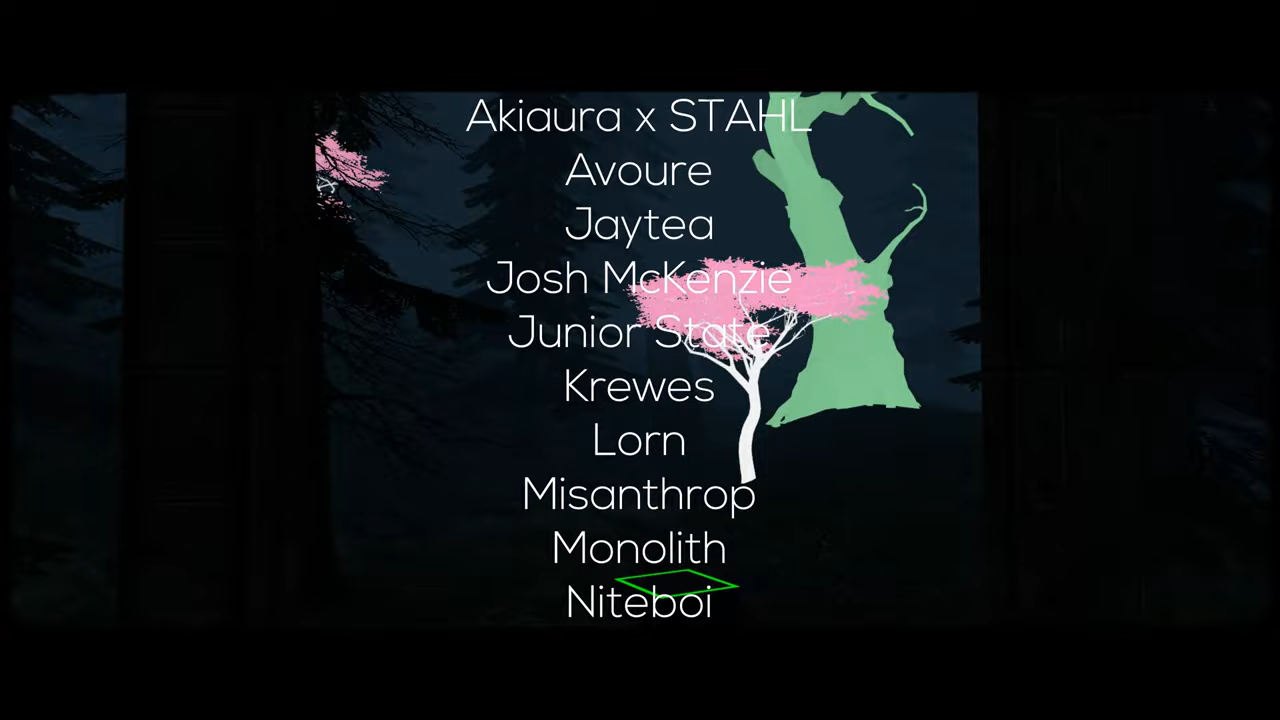 Akiaura x STAHL
Avoure
Jaytea
Josh McKenzie
Junior State
Krewes
Lorn
Misanthrop
Monolith
Niteboi